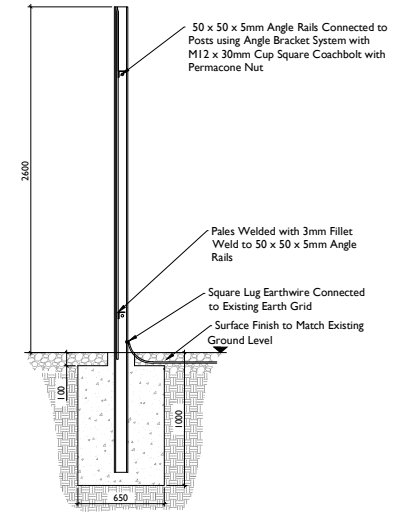 50 x 50 x 5mm Angle Rails Connected to
Posts using Angle Bracket System with
M12 x 30mm Cup Square Coachbolt with
Permacone Nut
2600
Pales Welded with 3mm Fillet
Weld to 50 x 50 x 5mm Angle
Rails
Square Lug Earthwire Connected
to Existing Earth Grid
Surface Finish to Match Existing
Ground Level
100
1000
650